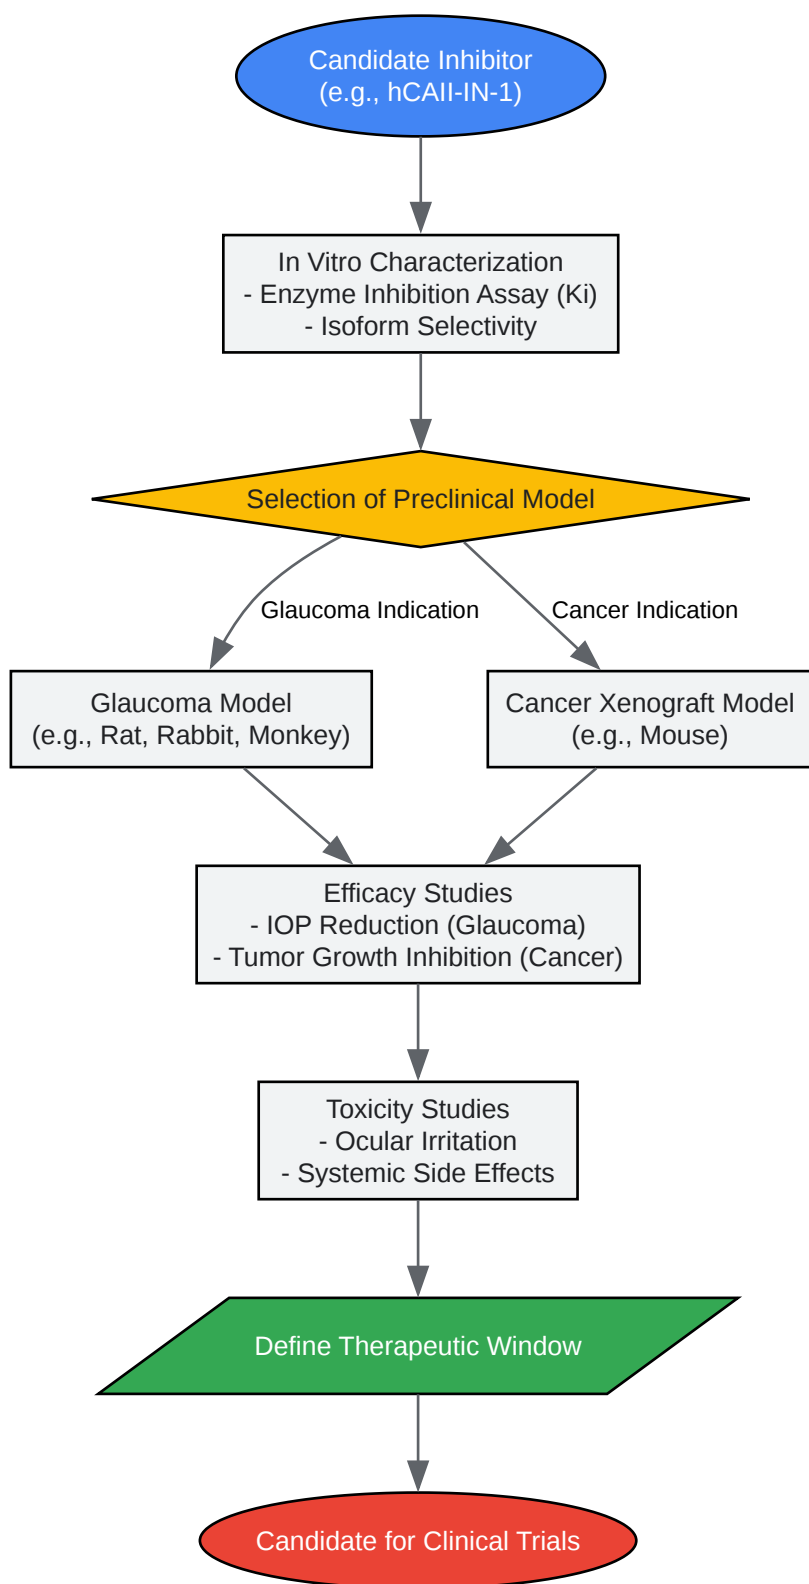 Candidate Inhibitor
(e.g., hCAII-IN-1)
In Vitro Characterization
- Enzyme Inhibition Assay (Ki)
- Isoform Selectivity
Selection of Preclinical Model
Glaucoma Indication
Cancer Indication
Glaucoma Model
(e.g., Rat, Rabbit, Monkey)
Cancer Xenograft Model
(e.g., Mouse)
Efficacy Studies
- IOP Reduction (Glaucoma)
- Tumor Growth Inhibition (Cancer)
Toxicity Studies
- Ocular Irritation
- Systemic Side Effects
Define Therapeutic Window
Candidate for Clinical Trials